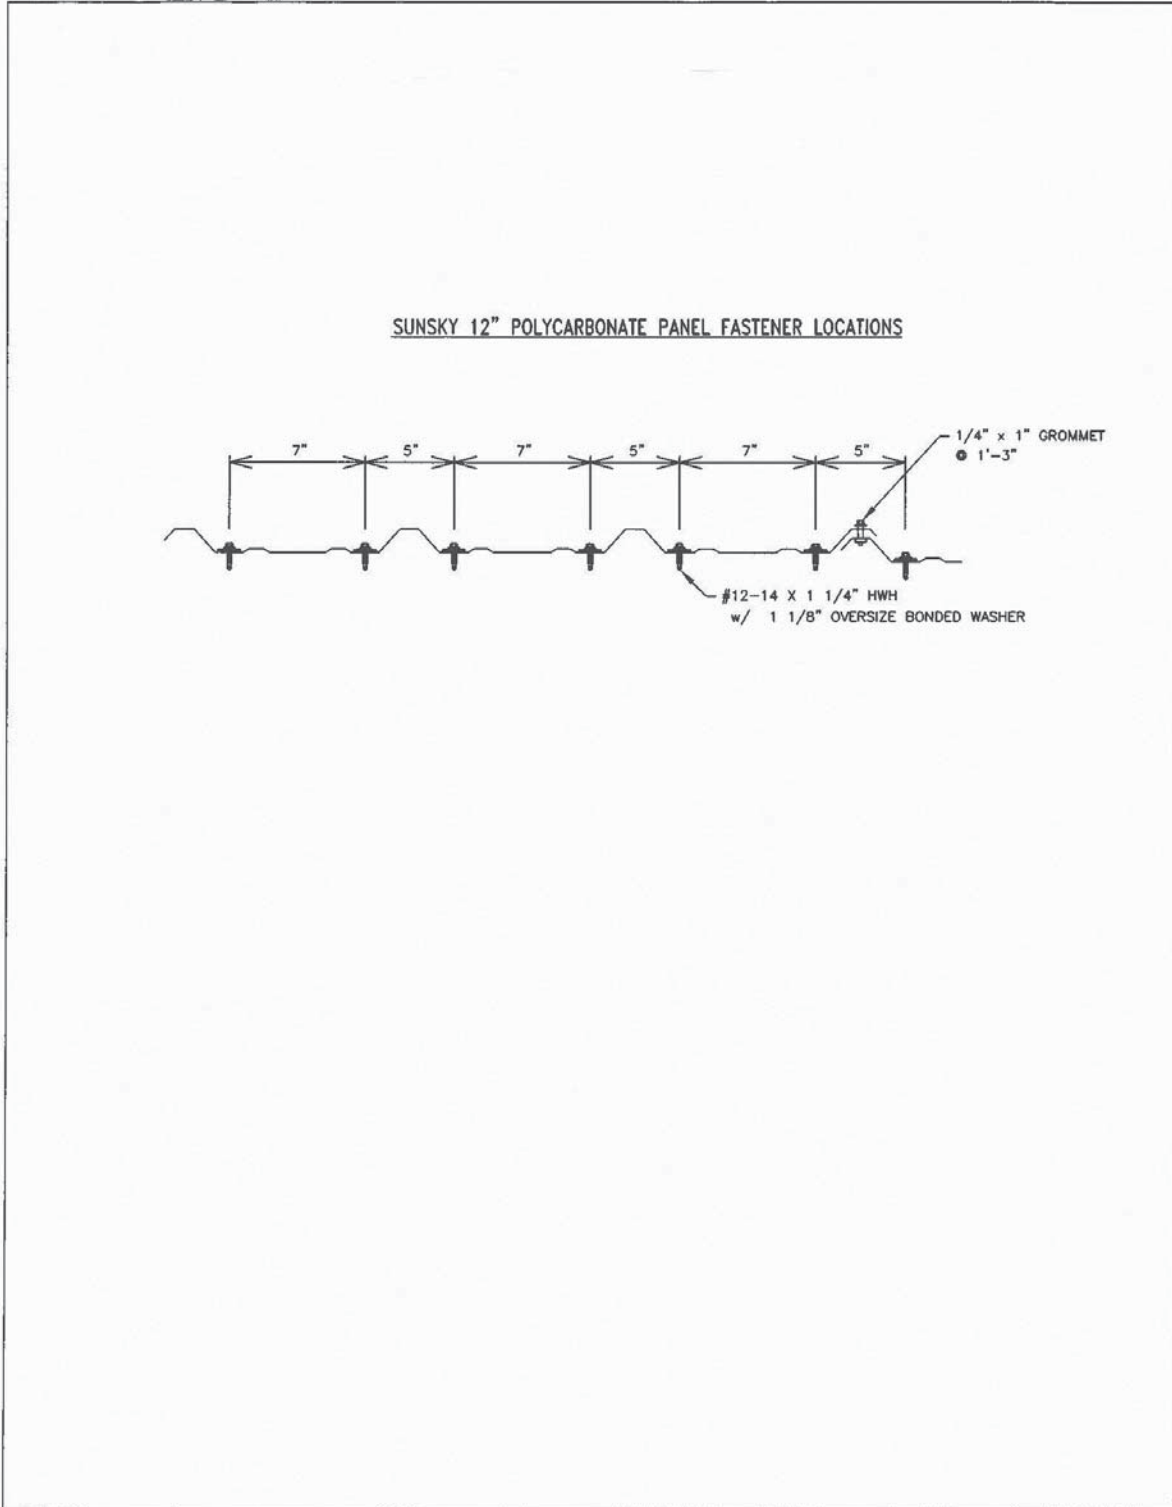 SUNSKY 12" POLYCARBONATE PANEL FASTENER LOCATIONS
7" 5" 7" 5" 7" 5"
1/4" x 1" GROMMET
@ 1'-3"
#12-14 X 1 1/4" HWH
w/ 1 1/8" OVERSIZE BONDED WASHER